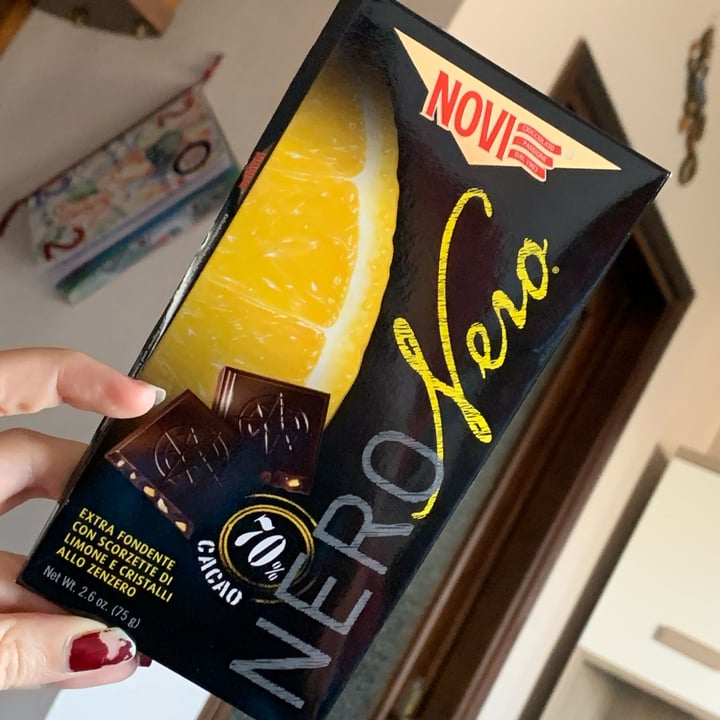 NOVI
CIOCCOLATO
PASSIONE
DAL 1903
Nero
NERO
70%
CACAO
EXTRA FONDENTE
CON SCORZETTE DI
LIMONE E CRISTALLI
ALLO ZENZERO
Net Wt. 2.6 oz. (75 g)